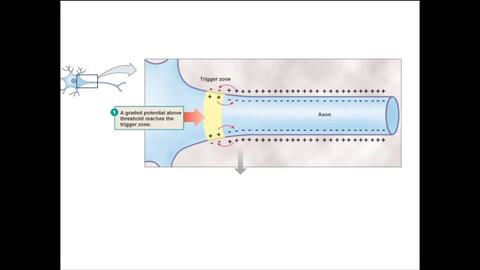 Trigger zone
1 A graded potential above
threshold reaches the
trigger zone.
Axon